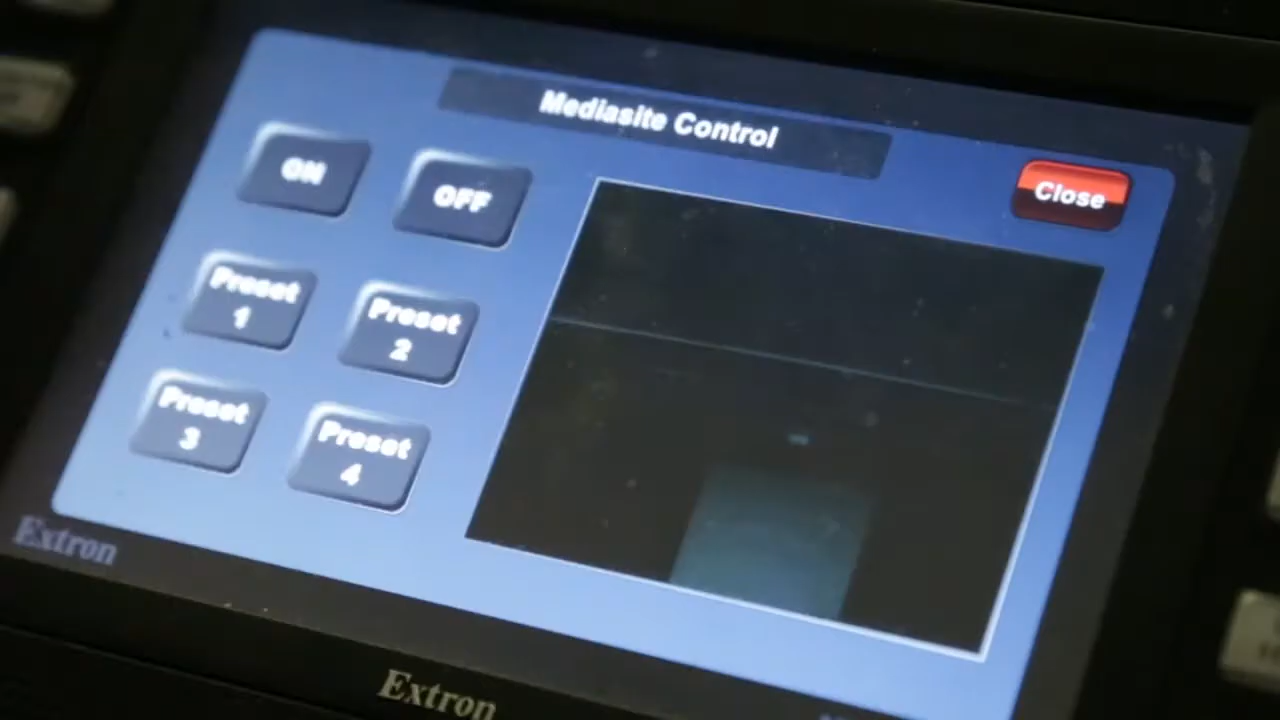 Mediasite Control
Close
ON
OFF
Preset
1
Preset
2
Preset
3
Preset
4
Extron
Extron